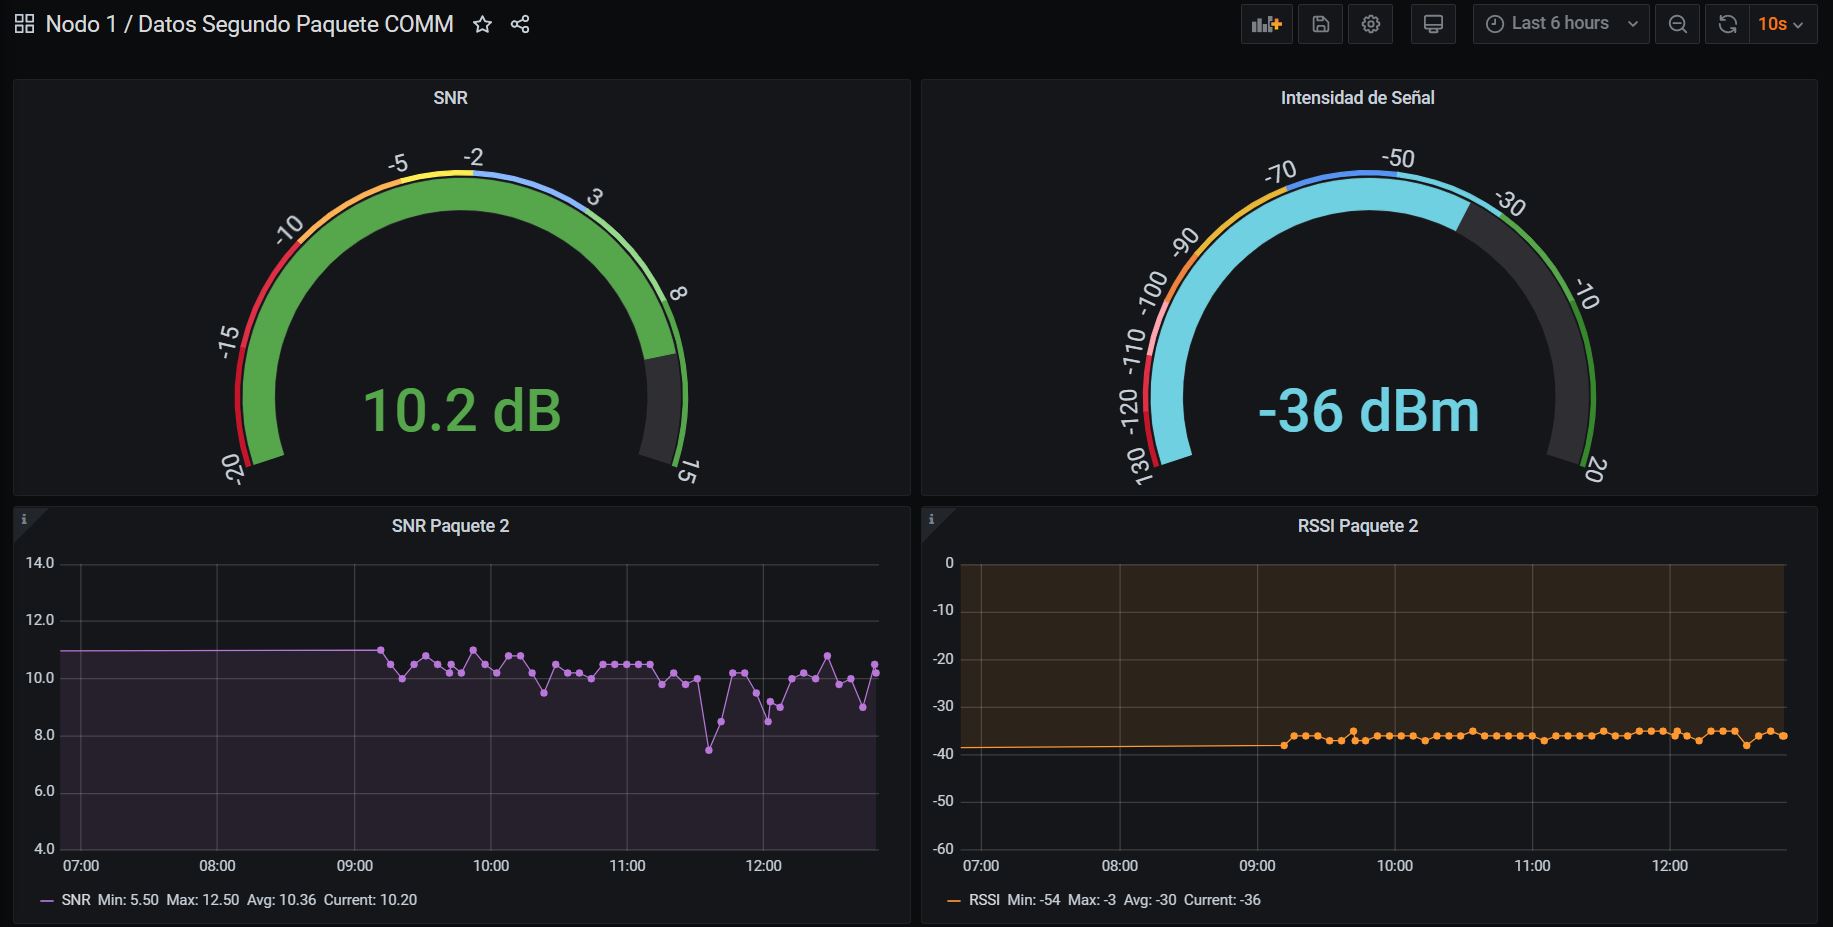 Nodo 1 / Datos Segundo Paquete COMM
Last 6 hours
10s
SNR
-20
-15
-10
-5
-2
3
8
15
10.2 dB
Intensidad de Señal
-130
-120
-110
-100
-90
-70
-50
-30
-10
20
-36 dBm
i
SNR Paquete 2
14.0
12.0
10.0
8.0
6.0
4.0
07:00 08:00 09:00 10:00 11:00 12:00
SNR Min: 5.50 Max: 12.50 Avg: 10.36 Current: 10.20
i
RSSI Paquete 2
0
-10
-20
-30
-40
-50
-60
07:00 08:00 09:00 10:00 11:00 12:00
RSSI Min: -54 Max: -3 Avg: -30 Current: -36